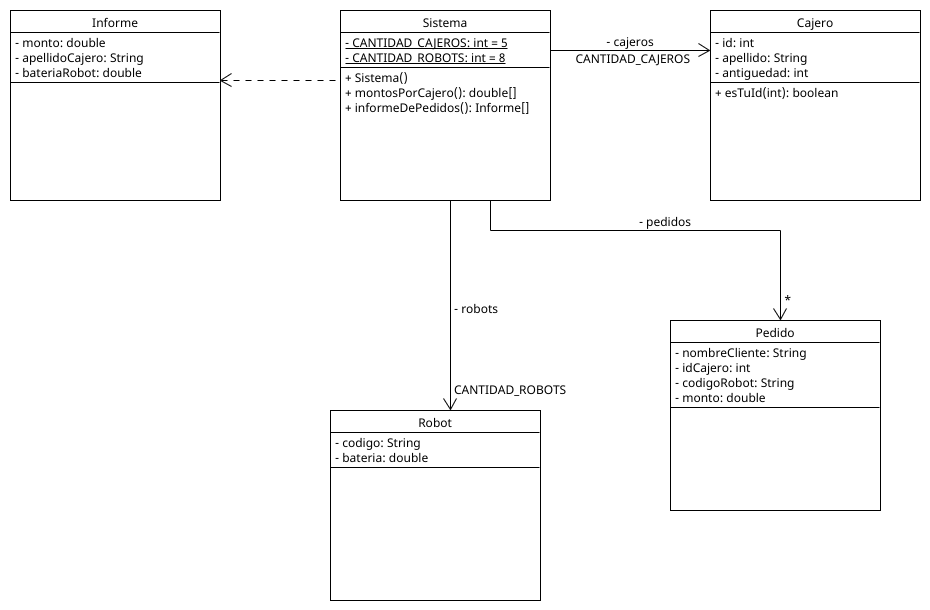 Informe
- monto: double
- apellidoCajero: String
- bateriaRobot: double
Sistema
- CANTIDAD_CAJEROS: int = 5
- CANTIDAD_ROBOTS: int = 8
+ Sistema()
+ montosPorCajero(): double[]
+ informeDePedidos(): Informe[]
- cajeros
CANTIDAD_CAJEROS
Cajero
- id: int
- apellido: String
- antiguedad: int
+ esTuId(int): boolean
- pedidos
*
- robots
CANTIDAD_ROBOTS
Pedido
- nombreCliente: String
- idCajero: int
- codigoRobot: String
- monto: double
Robot
- codigo: String
- bateria: double